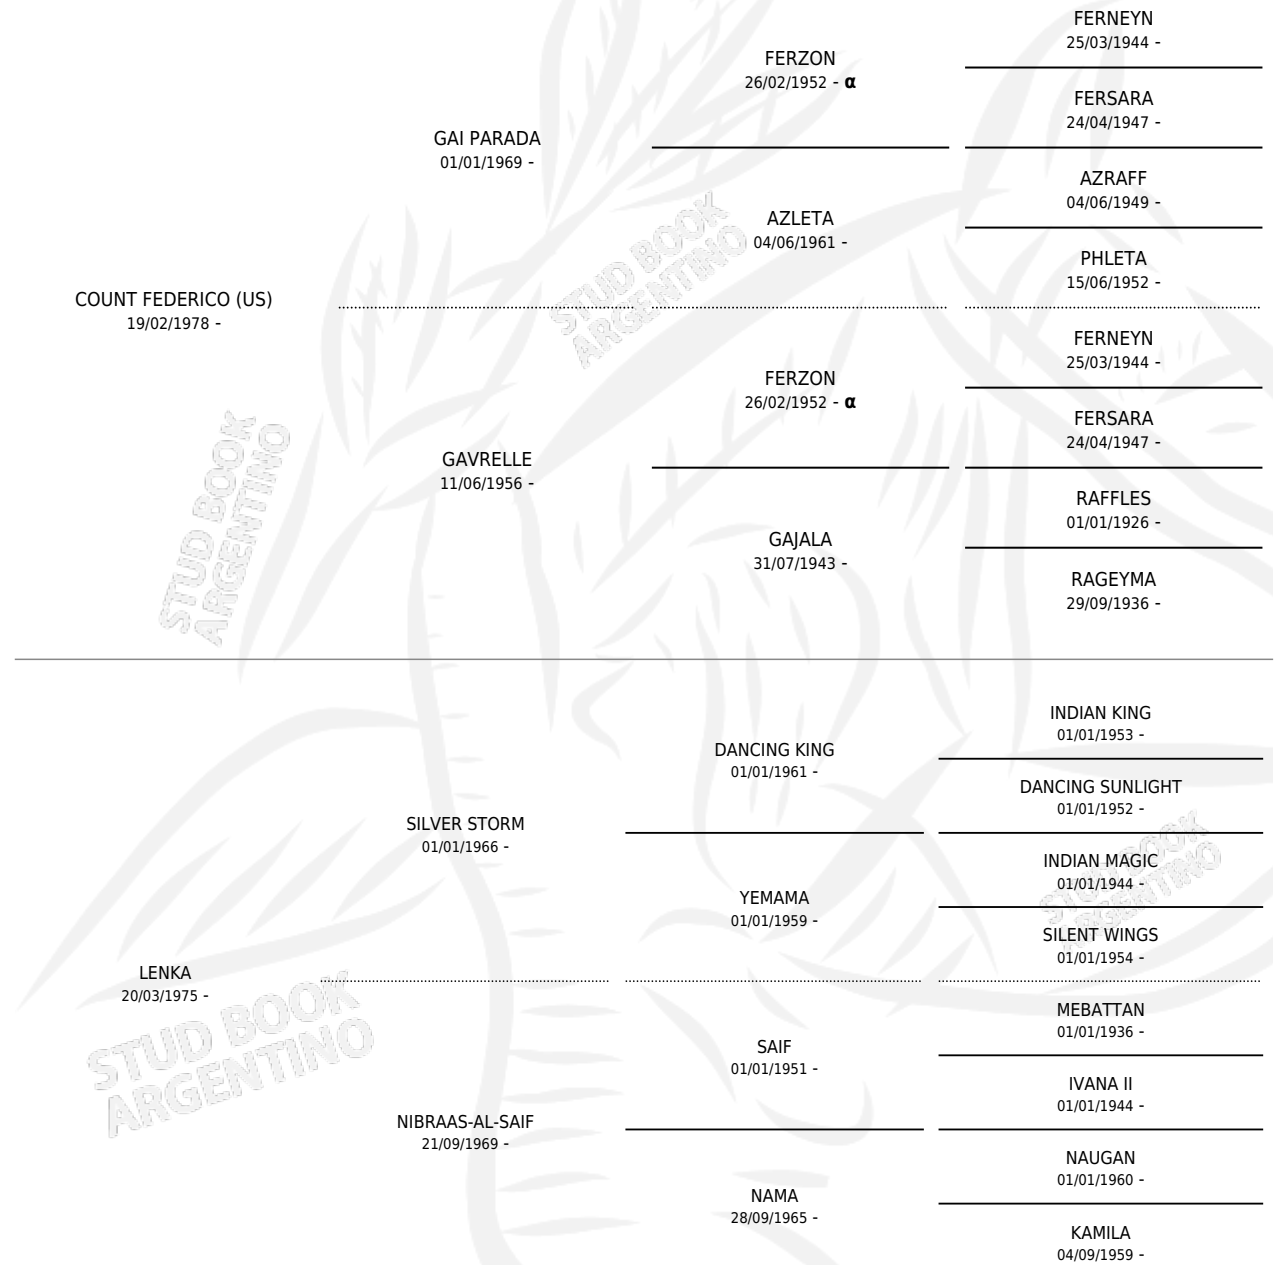 FERNEYN
25/03/1944 -
FERZON
26/02/1952 - α
FERSARA
24/04/1947 -
GAI PARADA
01/01/1969 -
AZRAFF
04/06/1949 -
AZLETA
04/06/1961 -
PHLETA
15/06/1952 -
COUNT FEDERICO (US)
19/02/1978 -
FERNEYN
25/03/1944 -
FERZON
26/02/1952 - α
FERSARA
24/04/1947 -
GAVRELLE
11/06/1956 -
RAFFLES
01/01/1926 -
GAJALA
31/07/1943 -
RAGEYMA
29/09/1936 -
INDIAN KING
01/01/1953 -
DANCING KING
01/01/1961 -
DANCING SUNLIGHT
01/01/1952 -
SILVER STORM
01/01/1966 -
INDIAN MAGIC
01/01/1944 -
YEMAMA
01/01/1959 -
SILENT WINGS
01/01/1954 -
LENKA
20/03/1975 -
MEBATTAN
01/01/1936 -
SAIF
01/01/1951 -
IVANA II
01/01/1944 -
NIBRAAS-AL-SAIF
21/09/1969 -
NAUGAN
01/01/1960 -
NAMA
28/09/1965 -
KAMILA
04/09/1959 -
STUD BOOK
ARGENTINO
STUD BOOK
ARGENTINO
STUD BOOK
ARGENTINO
STUD BOOK
ARGENTINO